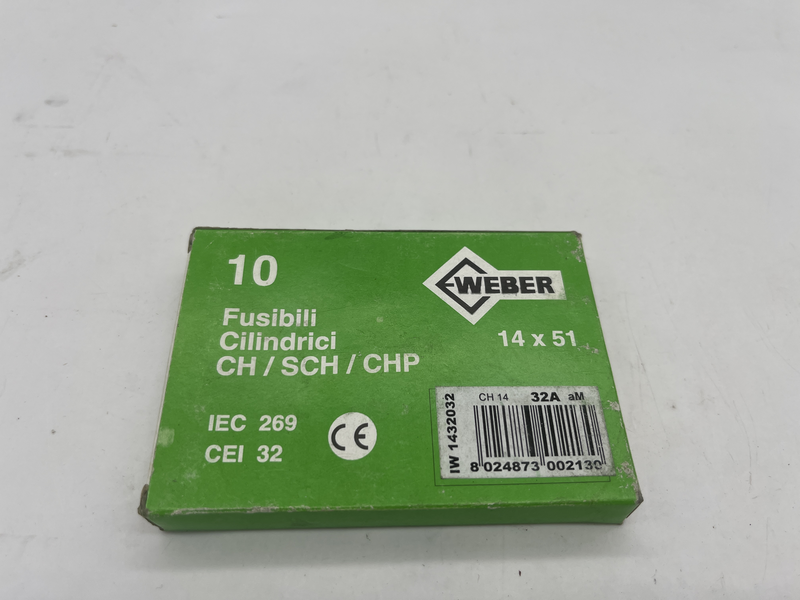 10
WEBER
Fusibili
Cilindrici
CH / SCH / CHP
14 x 51
IEC 269
CEI 32
CE
IW 1432032
CH 14 32A aM
8 024873 002130